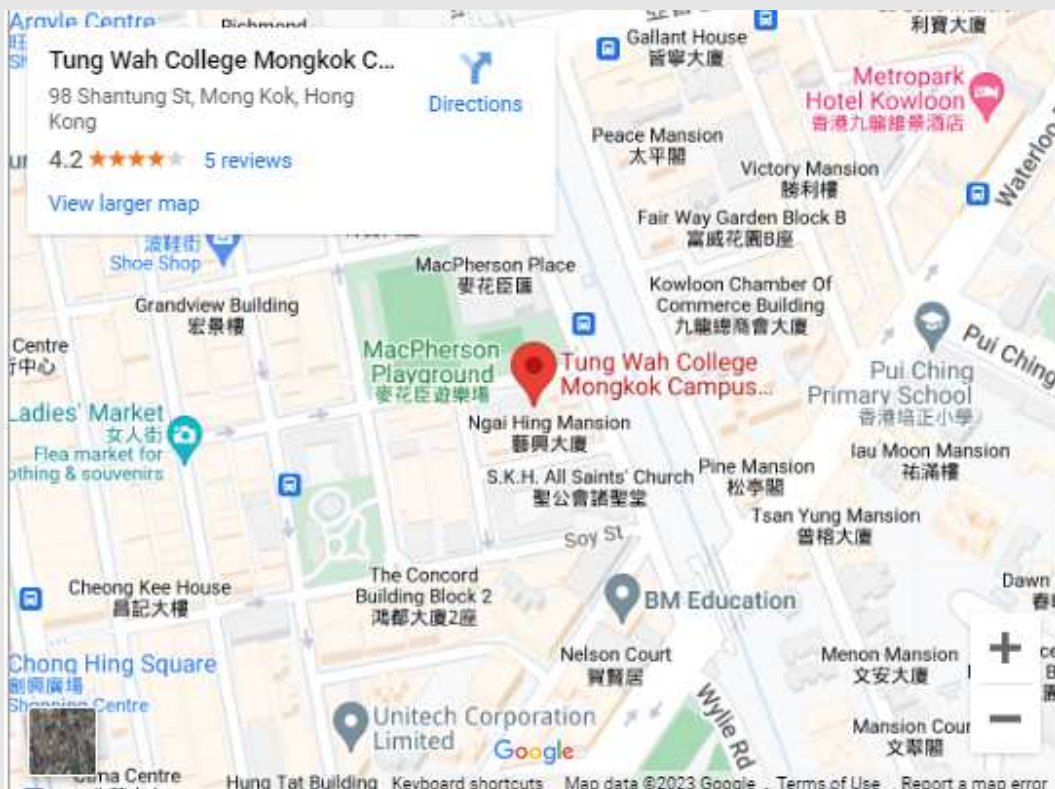 Argyle Centre
Richmond
Tung Wah College Mongkok C...
98 Shantung St, Mong Kok, Hong
Kong
4.2
5 reviews
View larger map
Directions
Gallant House
皆寧大廈
利寶大廈
Metropark
Hotel Kowloon
香港九龍維景酒店
Peace Mansion
太平閣
Victory Mansion
勝利樓
Waterloo
Fair Way Garden Block B
富威花園B座
波鞋街
Shoe Shop
MacPherson Place
麥花臣匯
Kowloon Chamber Of
Commerce Building
九龍總商會大廈
Grandview Building
宏景樓
Centre
中心
MacPherson
Playground
麥花臣遊樂場
Tung Wah College
Mongkok Campus...
Pui Ching
Primary School
香港培正小學
Pui Ching
Ladies' Market
女人街
Flea market for
othing & souvenirs
Ngai Hing Mansion
藝興大廈
S.K.H. All Saints' Church
聖公會諸聖堂
Pine Mansion
松亭閣
Iau Moon Mansion
祐滿樓
Tsan Yung Mansion
Soy St
Cheong Kee House
昌記大樓
The Concord
Building Block 2
鴻都大廈2座
BM Education
Dawn
Chong Hing Square
創興廣場
Shopping Centre
Nelson Court
賀賢居
Menon Mansion
文安大廈
Wylie Rd
Unitech Corporation
Limited
Mansion Cour
文翠閣
Google
Hung Tat Building
Keyboard shortcuts
Map data ©2023 Google
Terms of Use
Report a map error